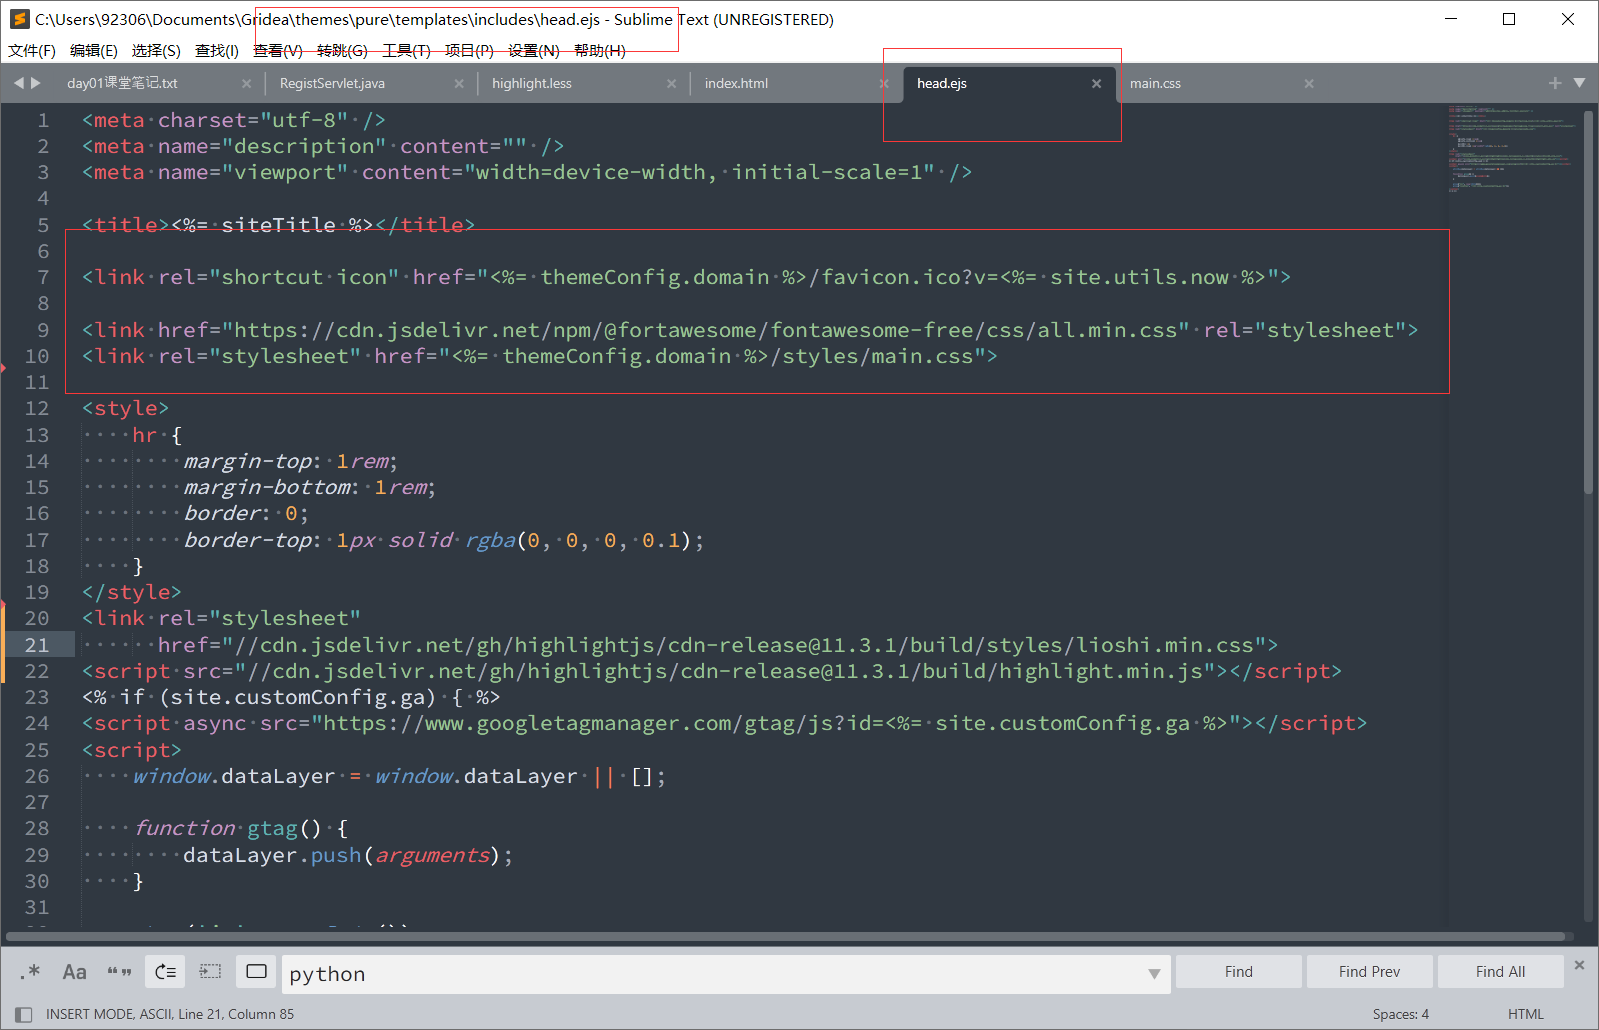 C:\Users\92306\Documents\Gridea\themes\pure\templates\includes\head.ejs - Sublime Text (UNREGISTERED)
文件(F) 编辑(E) 选择(S) 查找(I) 查看(V) 转跳(G) 工具(T) 项目(P) 设置(N) 帮助(H)
day01课堂笔记.txt RegistServlet.java highlight.less index.html head.ejs main.css
1 <meta charset="utf-8" />
2 <meta name="description" content="" />
3 <meta name="viewport" content="width=device-width, initial-scale=1" />
4
5 <title><%= siteTitle %></title>
6
7 <link rel="shortcut icon" href="<%= themeConfig.domain %>/favicon.ico?v=<%= site.utils.now %>">
8
9 <link href="https://cdn.jsdelivr.net/npm/@fortawesome/fontawesome-free/css/all.min.css" rel="stylesheet">
10 <link rel="stylesheet" href="<%= themeConfig.domain %>/styles/main.css">
11
12 <style>
13 hr {
14 margin-top: 1rem;
15 margin-bottom: 1rem;
16 border: 0;
17 border-top: 1px solid rgba(0, 0, 0, 0.1);
18 }
19 </style>
20 <link rel="stylesheet"
21 href="//cdn.jsdelivr.net/gh/highlightjs/cdn-release@11.3.1/build/styles/lioshi.min.css">
22 <script src="//cdn.jsdelivr.net/gh/highlightjs/cdn-release@11.3.1/build/highlight.min.js"></script>
23 <% if (site.customConfig.ga) { %>
24 <script async src="https://www.googletagmanager.com/gtag/js?id=<%= site.customConfig.ga %>"></script>
25 <script>
26 window.dataLayer = window.dataLayer || [];
27
28 function gtag() {
29 dataLayer.push(arguments);
30 }
31
.* Aa “” python Find Find Prev Find All
INSERT MODE, ASCII, Line 21, Column 85 Spaces: 4 HTML